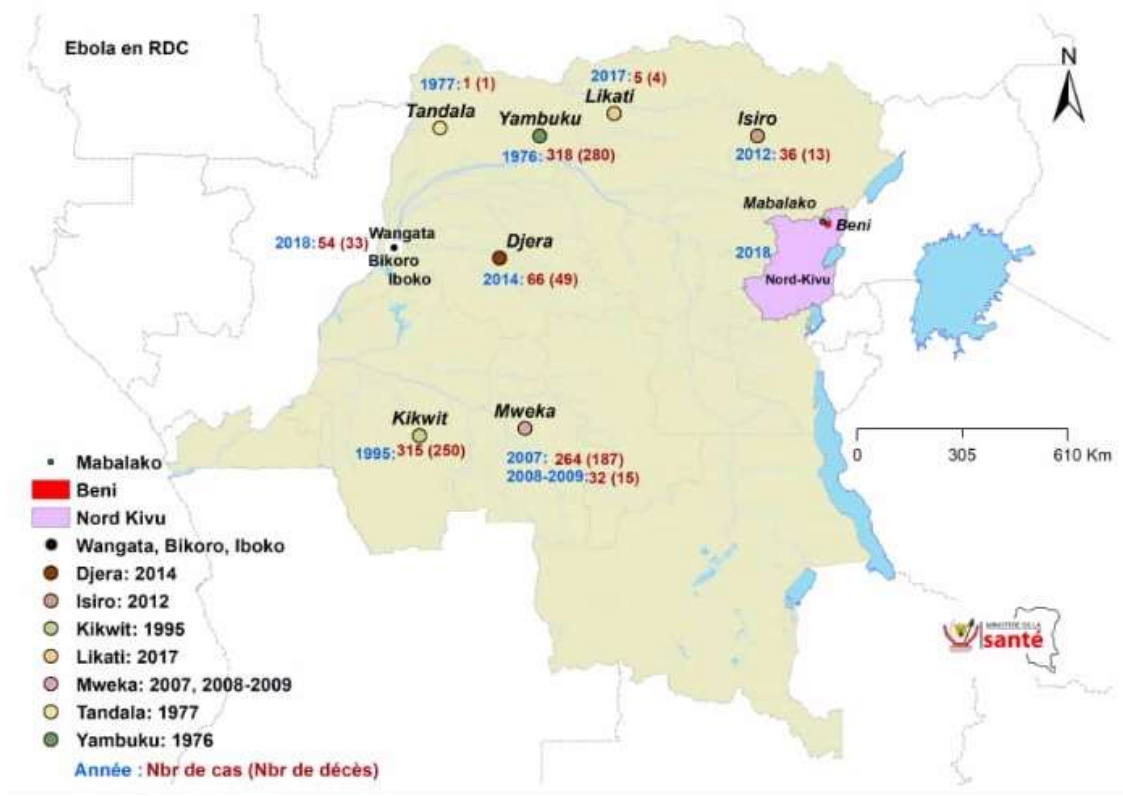 Ebola en RDC
N
1977: 1 (1)
Tandala
2017: 5 (4)
Likati
Yambuku
1976: 318 (280)
Isiro
2012: 36 (13)
Mabalako
Beni
2018
Nord-Kivu
2018: 54 (33)
Wangata
Bikoro
Iboko
Djera
2014: 66 (49)
Kikwit
1995: 315 (250)
Mweka
2007: 264 (187)
2008-2009: 32 (15)
0 305 610 Km
Mabalako
Beni
Nord Kivu
Wangata, Bikoro, Iboko
Djera: 2014
Isiro: 2012
Kikwit: 1995
Likati: 2017
Mweka: 2007, 2008-2009
Tandala: 1977
Yambuku: 1976
Année : Nbr de cas (Nbr de décès)
MINISTERE DE LA
santé